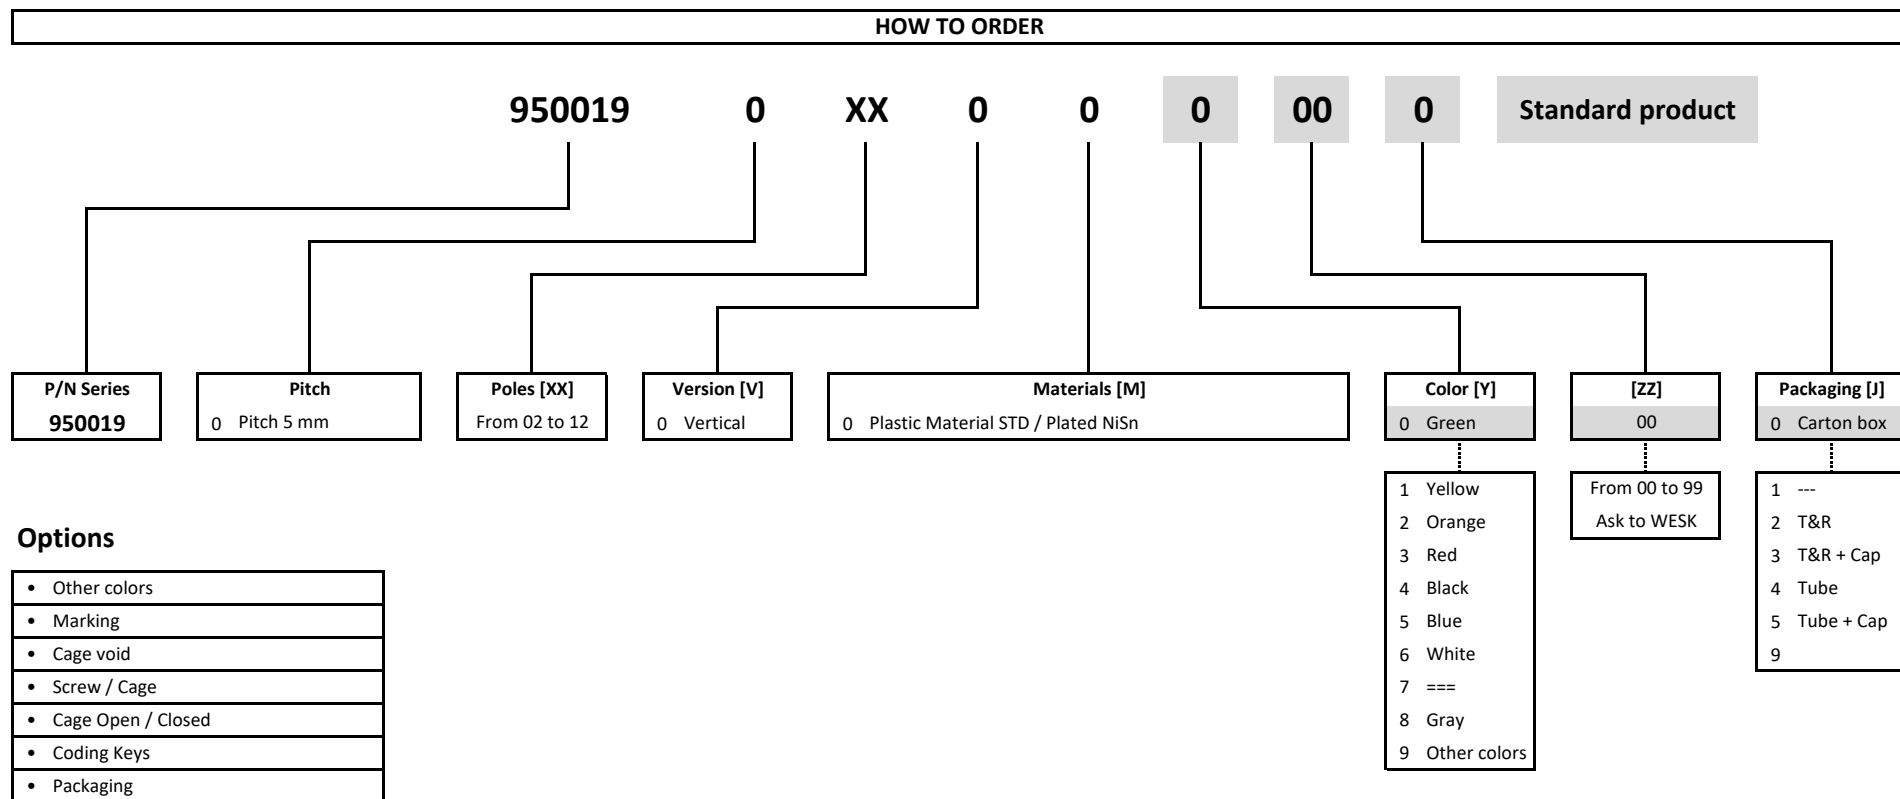 HOW TO ORDER
950019 0 XX 0 0 0 00 0 Standard product
P/N Series Pitch Poles [XX] Version [V] Materials [M] Color [Y] [ZZ] Packaging [J]
950019 0 Pitch 5 mm From 02 to 12 0 Vertical 0 Plastic Material STD / Plated NiSn 0 Green 00 0 Carton box
1 Yellow From 00 to 99 1 ---
2 Orange Ask to WESK 2 T&R
3 Red 3 T&R + Cap
4 Black 4 Tube
5 Blue 5 Tube + Cap
6 White 9
7 ===
8 Gray
9 Other colors
Options
• Other colors
• Marking
• Cage void
• Screw / Cage
• Cage Open / Closed
• Coding Keys
• Packaging